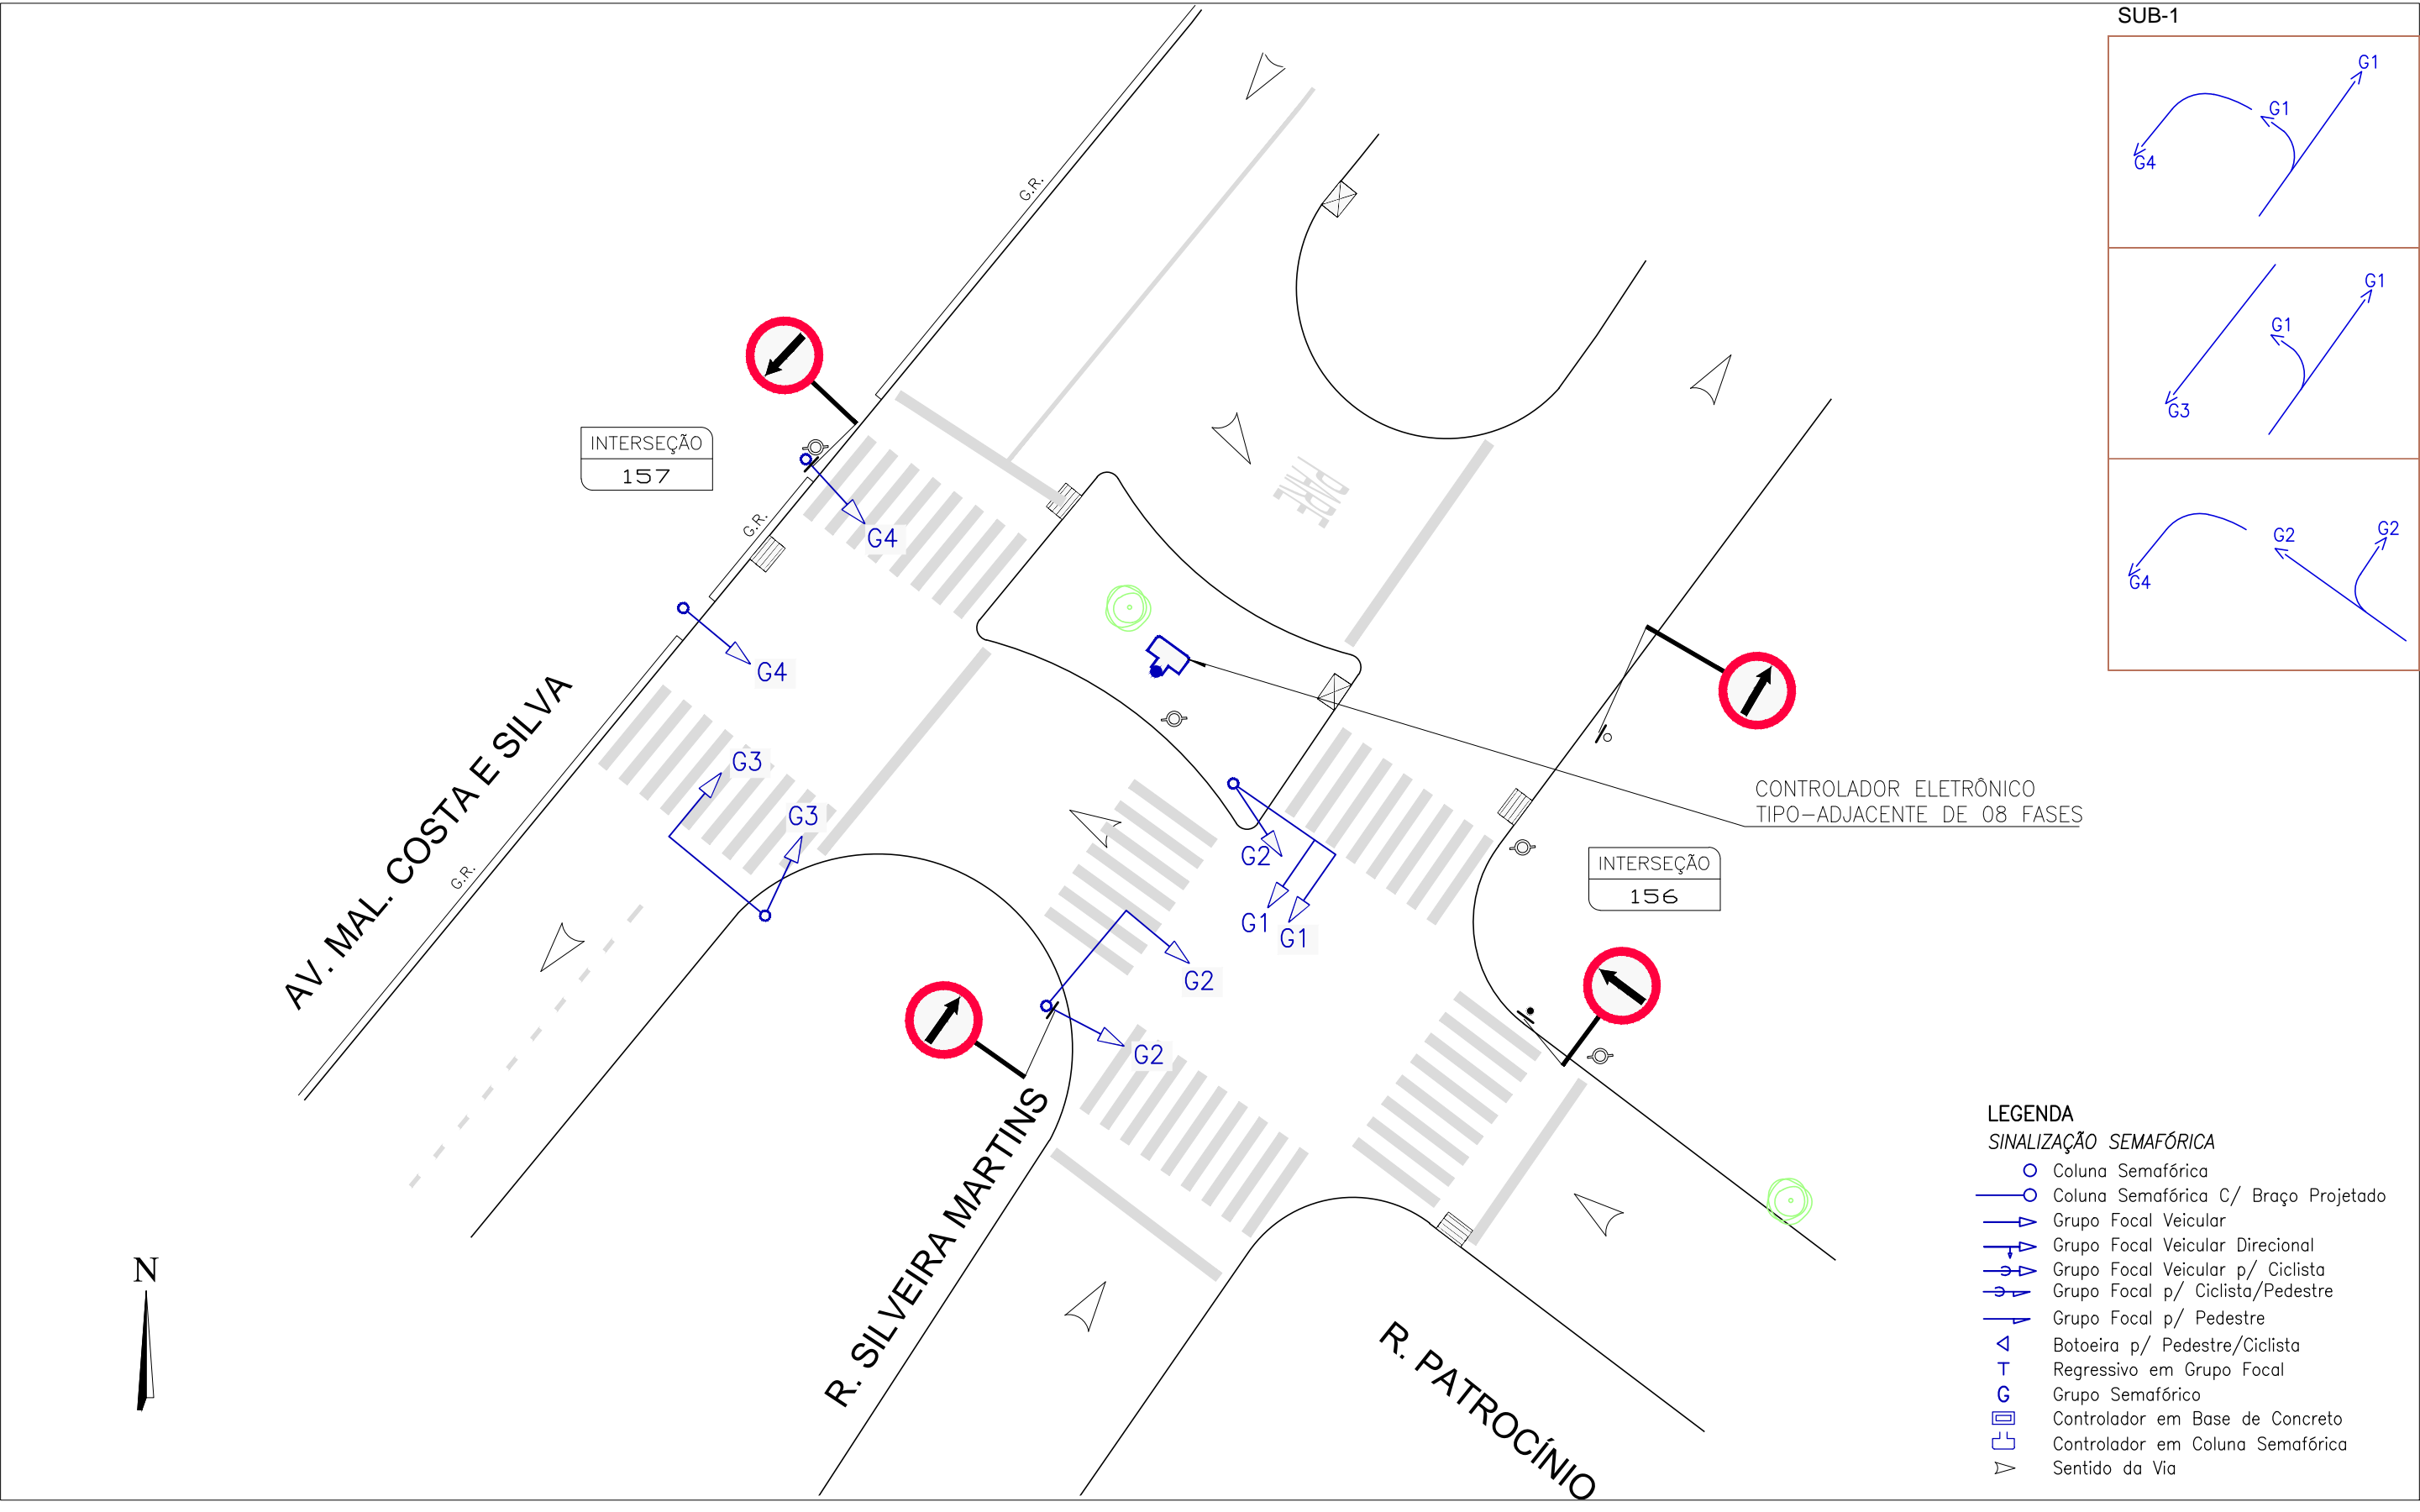 SUB-1
G1
G1
G4
G1
G1
G3
G2
G2
G4
G.R.
INTERSEÇÃO
157
G.R.
G4
G4
PARE
AV. MAL. COSTA E SILVA
G3
G3
G.R.
G2
G1
G1
CONTROLADOR ELETRÔNICO
TIPO-ADJACENTE DE 08 FASES
INTERSEÇÃO
156
G2
G2
R. SILVEIRA MARTINS
R. PATROCÍNIO
N
LEGENDA
SINALIZAÇÃO SEMAFÓRICA
Coluna Semafórica
Coluna Semafórica C/ Braço Projetado
Grupo Focal Veicular
Grupo Focal Veicular Direcional
Grupo Focal Veicular p/ Ciclista
Grupo Focal p/ Ciclista/Pedestre
Grupo Focal p/ Pedestre
Botoeira p/ Pedestre/Ciclista
T Regressivo em Grupo Focal
G Grupo Semafórico
Controlador em Base de Concreto
Controlador em Coluna Semafórica
Sentido da Via